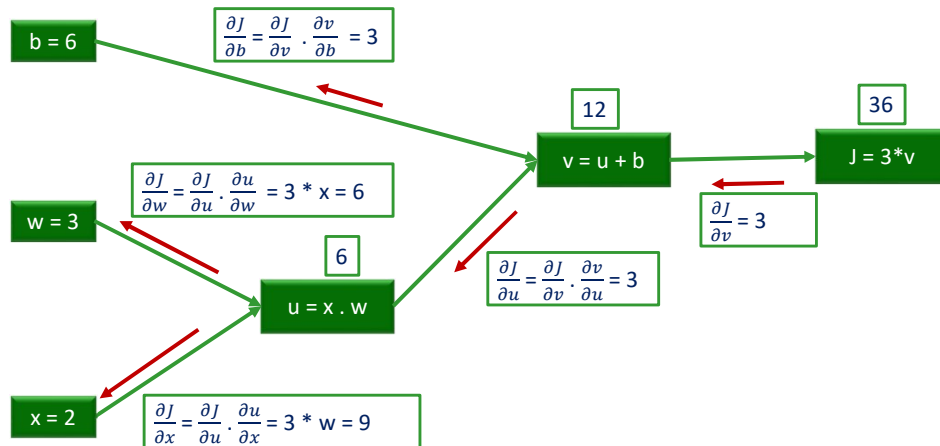 b = 6
∂J/∂b = ∂J/∂v . ∂v/∂b = 3
12
36
v = u + b
J = 3*v
∂J/∂w = ∂J/∂u . ∂u/∂w = 3 * x = 6
w = 3
∂J/∂v = 3
6
∂J/∂u = ∂J/∂v . ∂v/∂u = 3
u = x . w
x = 2
∂J/∂x = ∂J/∂u . ∂u/∂x = 3 * w = 9